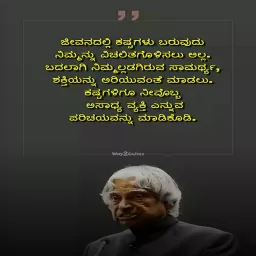 ಜೀವನದಲ್ಲಿ ಕಷ್ಟಗಳು ಬರುವುದು
ನಿಮ್ಮನ್ನು ವಿಚಲಿತಗೊಳಿಸಲು ಅಲ್ಲ.
ಬದಲಾಗಿ ನಿಮ್ಮಲ್ಲಡಗಿರುವ ಸಾಮರ್ಥ್ಯ,
ಶಕ್ತಿಯನ್ನು ಅರಿಯುವಂತೆ ಮಾಡಲು.
ಕಷ್ಟಗಳಿಗೂ ನೀವೊಬ್ಬ
ಅಸಾಧ್ಯ ವ್ಯಕ್ತಿ ಎನ್ನುವ
ಪರಿಚಯವನ್ನು ಮಾಡಿಕೊಡಿ.